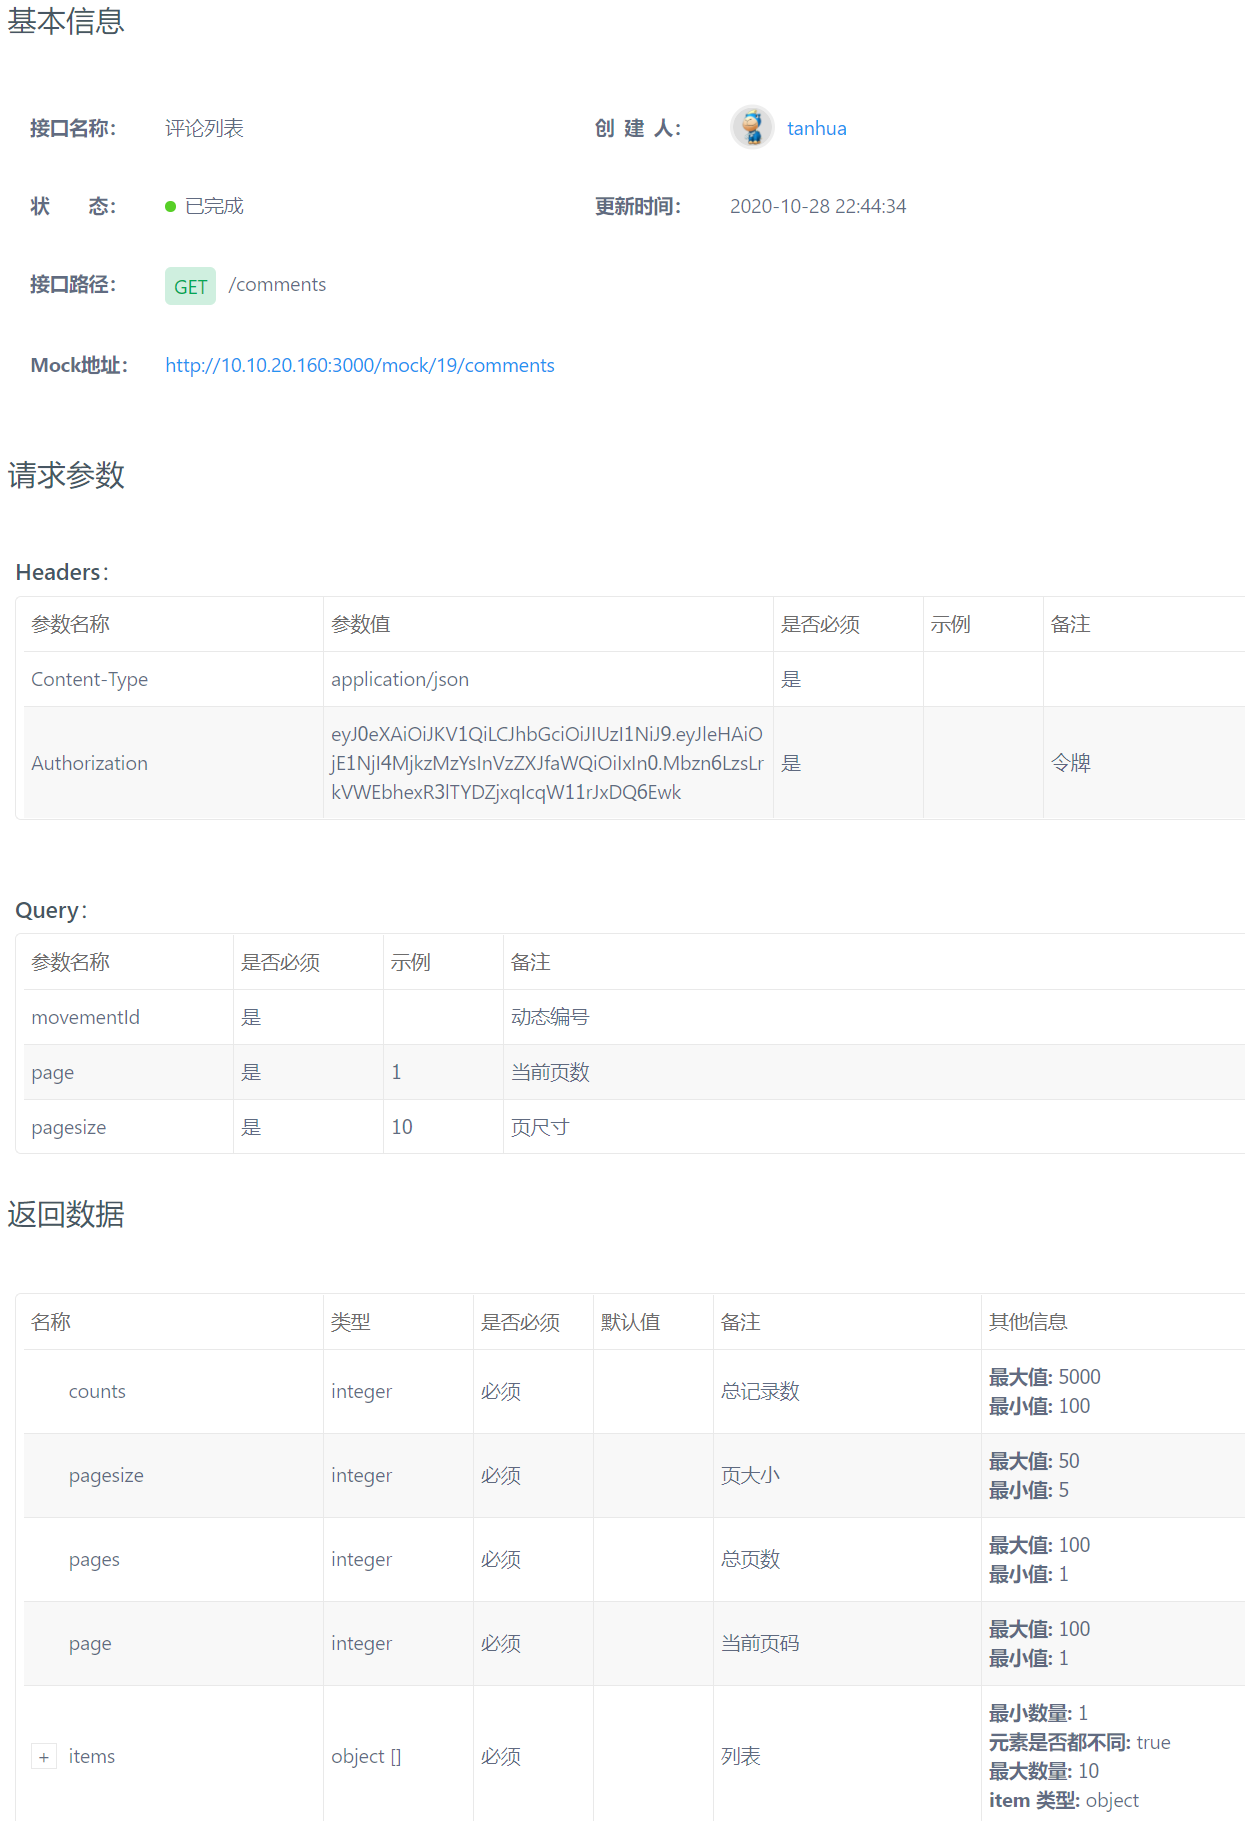 基本信息
接口名称： 评论列表 创 建 人： tanhua
状 态： 已完成 更新时间： 2020-10-28 22:44:34
接口路径： GET /comments
Mock地址： http://10.10.20.160:3000/mock/19/comments
请求参数
Headers：
参数名称 参数值 是否必须 示例 备注
Content-Type application/json 是
Authorization eyJ0eXAiOiJKV1QiLCJhbGciOiJIUzI1NiJ9.eyJleHAiO
jE1NjI4MjkzMzYsInVzZXJfaWQiOiIxIn0.Mbzn6LzsLr
kVWEbhexR3lTYDZjxqIcqW11rJxDQ6Ewk 是 令牌
Query：
参数名称 是否必须 示例 备注
movementId 是 动态编号
page 是 1 当前页数
pagesize 是 10 页尺寸
返回数据
名称 类型 是否必须 默认值 备注 其他信息
counts integer 必须 总记录数 最大值: 5000
最小值: 100
pagesize integer 必须 页大小 最大值: 50
最小值: 5
pages integer 必须 总页数 最大值: 100
最小值: 1
page integer 必须 当前页码 最大值: 100
最小值: 1
+ items object [] 必须 列表 最小数量: 1
元素是否都不同: true
最大数量: 10
item 类型: object